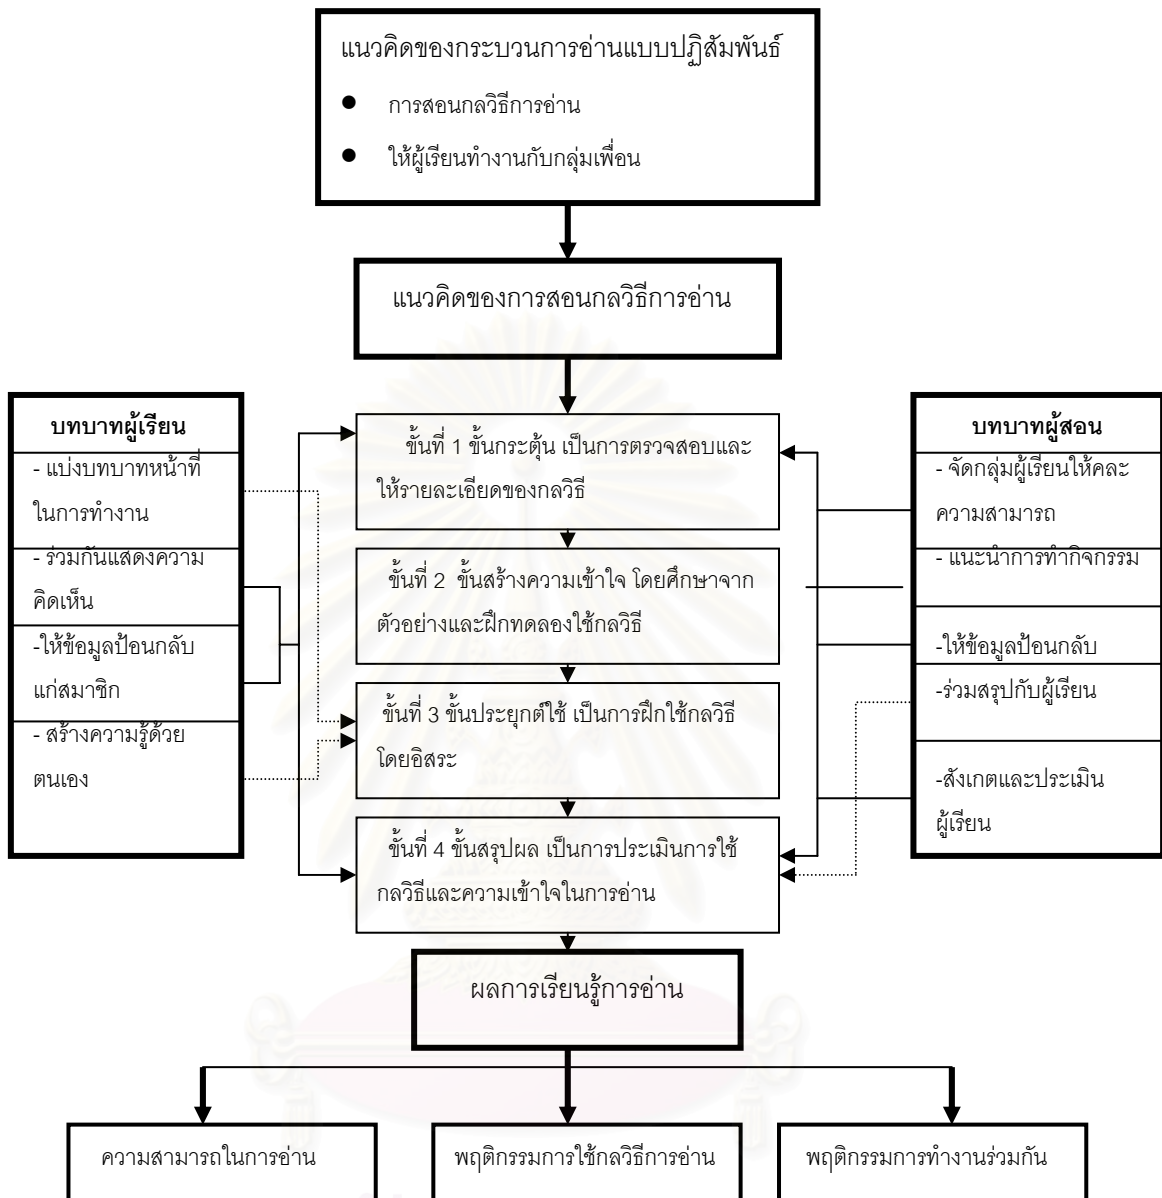 แนวคิดของกระบวนการอ่านแบบปฏิสัมพันธ์
● การสอนกลวิธีการอ่าน
● ให้ผู้เรียนทำงานกับกลุ่มเพื่อน
แนวคิดของการสอนกลวิธีการอ่าน
บทบาทผู้เรียน
- แบ่งบทบาทหน้าที่
ในการทำงาน
- ร่วมกันแสดงความ
คิดเห็น
-ให้ข้อมูลป้อนกลับ
แก่สมาชิก
- สร้างความรู้ด้วย
ตนเอง
ขั้นที่ 1 ขั้นกระตุ้น เป็นการตรวจสอบและ
ให้รายละเอียดของกลวิธี
ขั้นที่ 2 ขั้นสร้างความเข้าใจ โดยศึกษาจาก
ตัวอย่างและฝึกทดลองใช้กลวิธี
ขั้นที่ 3 ขั้นประยุกต์ใช้ เป็นการฝึกใช้กลวิธี
โดยอิสระ
ขั้นที่ 4 ขั้นสรุปผล เป็นการประเมินการใช้
กลวิธีและความเข้าใจในการอ่าน
บทบาทผู้สอน
- จัดกลุ่มผู้เรียนให้คละ
ความสามารถ
- แนะนำการทำกิจกรรม
-ให้ข้อมูลป้อนกลับ
-ร่วมสรุปกับผู้เรียน
-สังเกตและประเมิน
ผู้เรียน
ผลการเรียนรู้การอ่าน
ความสามารถในการอ่าน
พฤติกรรมการใช้กลวิธีการอ่าน
พฤติกรรมการทำงานร่วมกัน